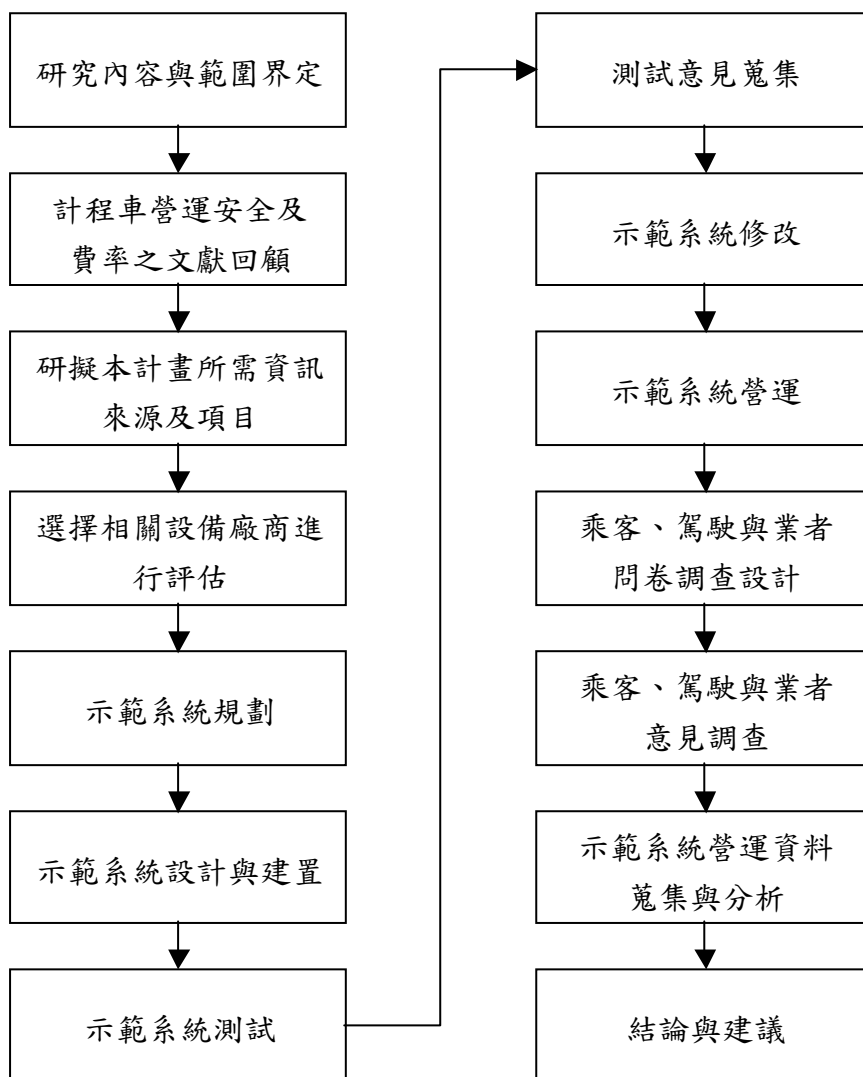 研究內容與範圍界定
計程車營運安全及
費率之文獻回顧
研擬本計畫所需資訊
來源及項目
選擇相關設備廠商進
行評估
示範系統規劃
示範系統設計與建置
示範系統測試
測試意見蒐集
示範系統修改
示範系統營運
乘客、駕駛與業者
問卷調查設計
乘客、駕駛與業者
意見調查
示範系統營運資料
蒐集與分析
結論與建議